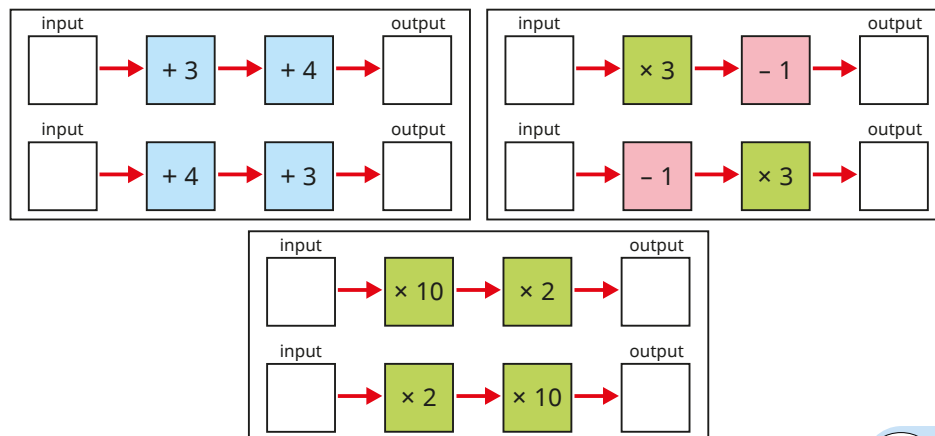 input output
+ 3 + 4
input output
+ 4 + 3
input output
× 3 – 1
input output
– 1 × 3
input output
× 10 × 2
input output
× 2 × 10